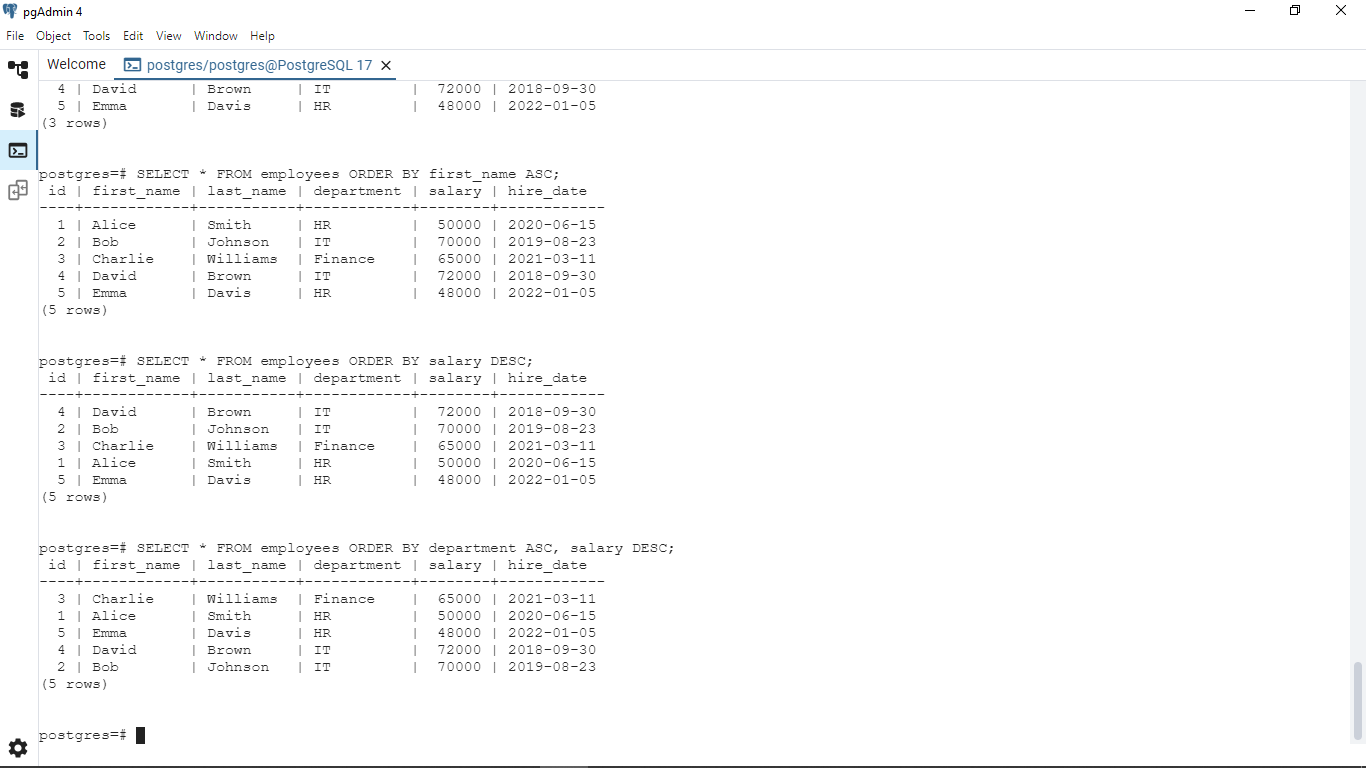 pgAdmin 4
File Object Tools Edit View Window Help
Welcome postgres/postgres@PostgreSQL 17
  4 | David      | Brown     | IT         |  72000 | 2018-09-30
  5 | Emma       | Davis     | HR         |  48000 | 2022-01-05
(3 rows)
postgres=# SELECT * FROM employees ORDER BY first_name ASC;
 id | first_name | last_name | department | salary | hire_date
----+------------+-----------+------------+--------+------------
  1 | Alice      | Smith     | HR         |  50000 | 2020-06-15
  2 | Bob        | Johnson   | IT         |  70000 | 2019-08-23
  3 | Charlie    | Williams  | Finance    |  65000 | 2021-03-11
  4 | David      | Brown     | IT         |  72000 | 2018-09-30
  5 | Emma       | Davis     | HR         |  48000 | 2022-01-05
(5 rows)
postgres=# SELECT * FROM employees ORDER BY salary DESC;
 id | first_name | last_name | department | salary | hire_date
----+------------+-----------+------------+--------+------------
  4 | David      | Brown     | IT         |  72000 | 2018-09-30
  2 | Bob        | Johnson   | IT         |  70000 | 2019-08-23
  3 | Charlie    | Williams  | Finance    |  65000 | 2021-03-11
  1 | Alice      | Smith     | HR         |  50000 | 2020-06-15
  5 | Emma       | Davis     | HR         |  48000 | 2022-01-05
(5 rows)
postgres=# SELECT * FROM employees ORDER BY department ASC, salary DESC;
 id | first_name | last_name | department | salary | hire_date
----+------------+-----------+------------+--------+------------
  3 | Charlie    | Williams  | Finance    |  65000 | 2021-03-11
  1 | Alice      | Smith     | HR         |  50000 | 2020-06-15
  5 | Emma       | Davis     | HR         |  48000 | 2022-01-05
  4 | David      | Brown     | IT         |  72000 | 2018-09-30
  2 | Bob        | Johnson   | IT         |  70000 | 2019-08-23
(5 rows)
postgres=#